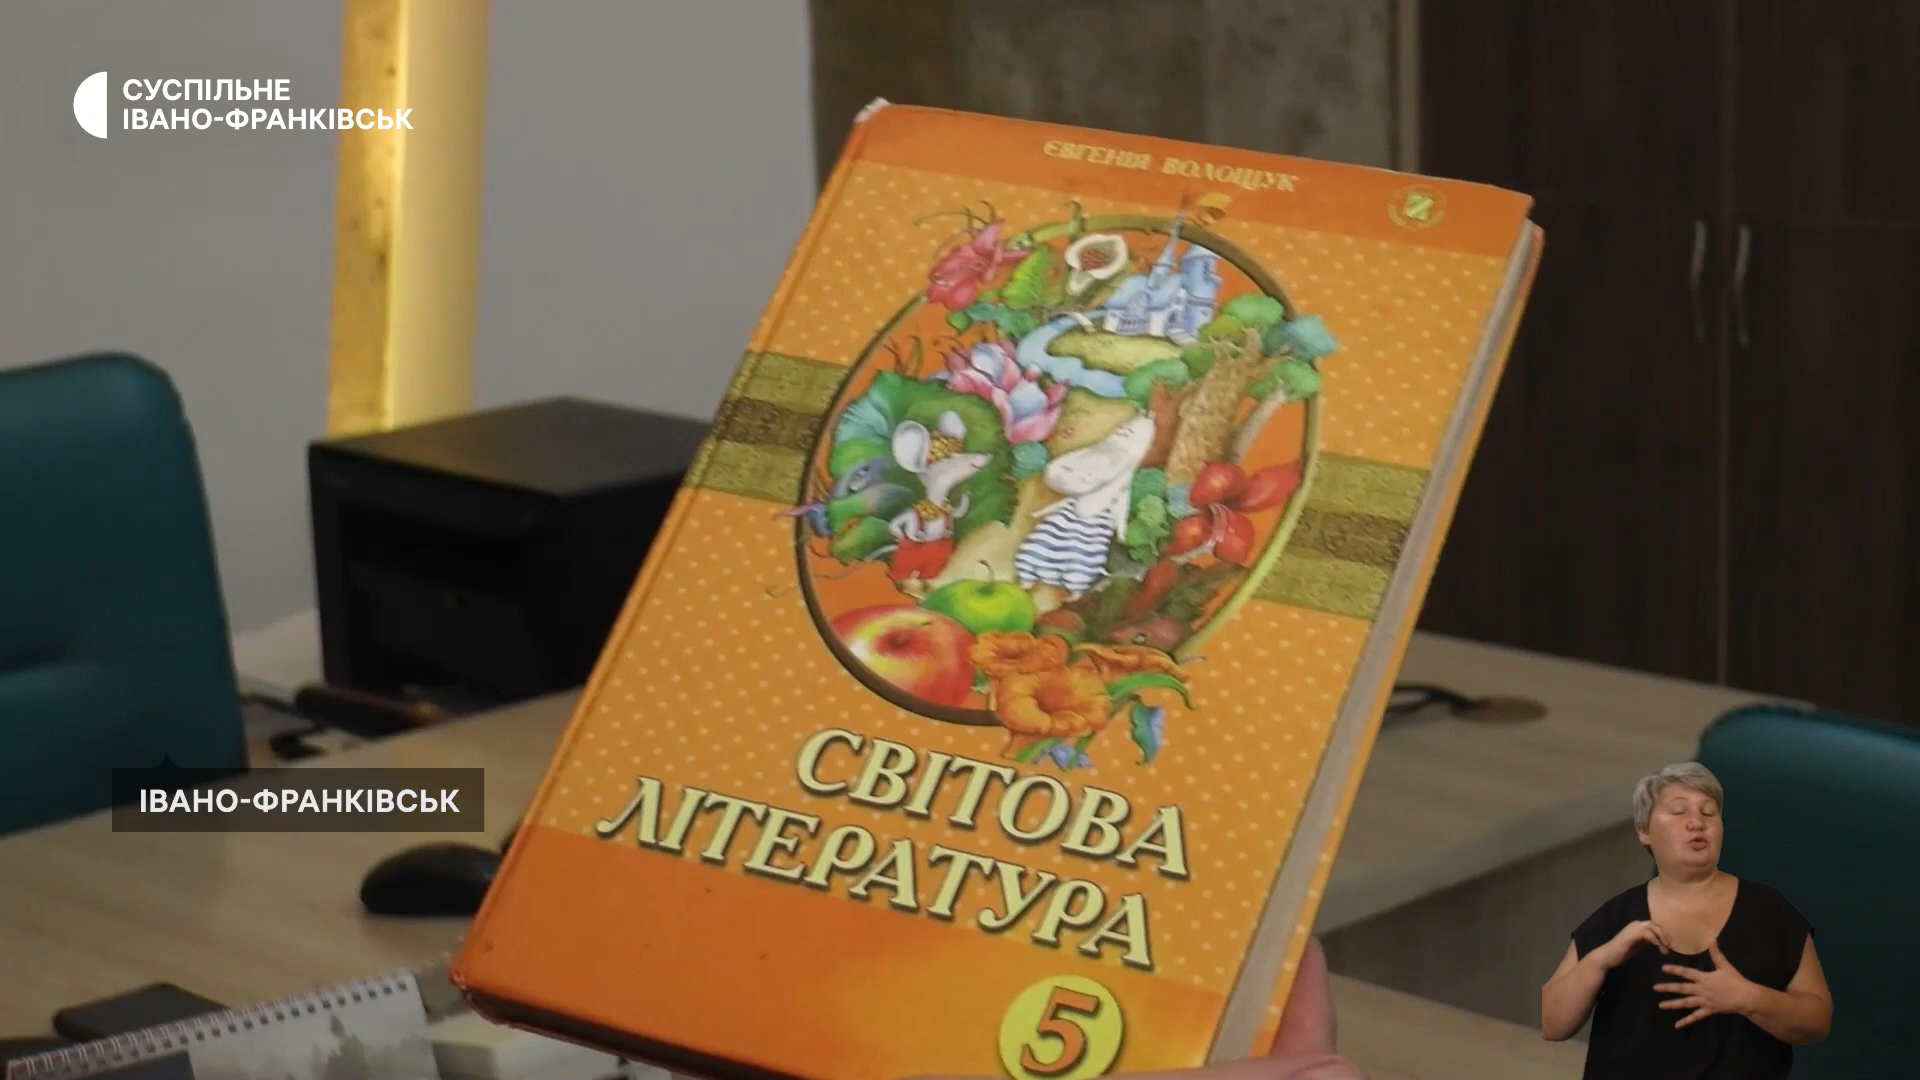 СУСПІЛЬНЕ
ІВАНО-ФРАНКІВСЬК
ЄВГЕНІЯ ВОЛОЩУК
СВІТОВА
ЛІТЕРАТУРА
5
ІВАНО-ФРАНКІВСЬК